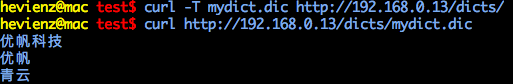 hevienz@mac test$ curl -T mydict.dic http://192.168.0.13/dicts/
hevienz@mac test$ curl http://192.168.0.13/dicts/mydict.dic
优帆科技
优帆
青云